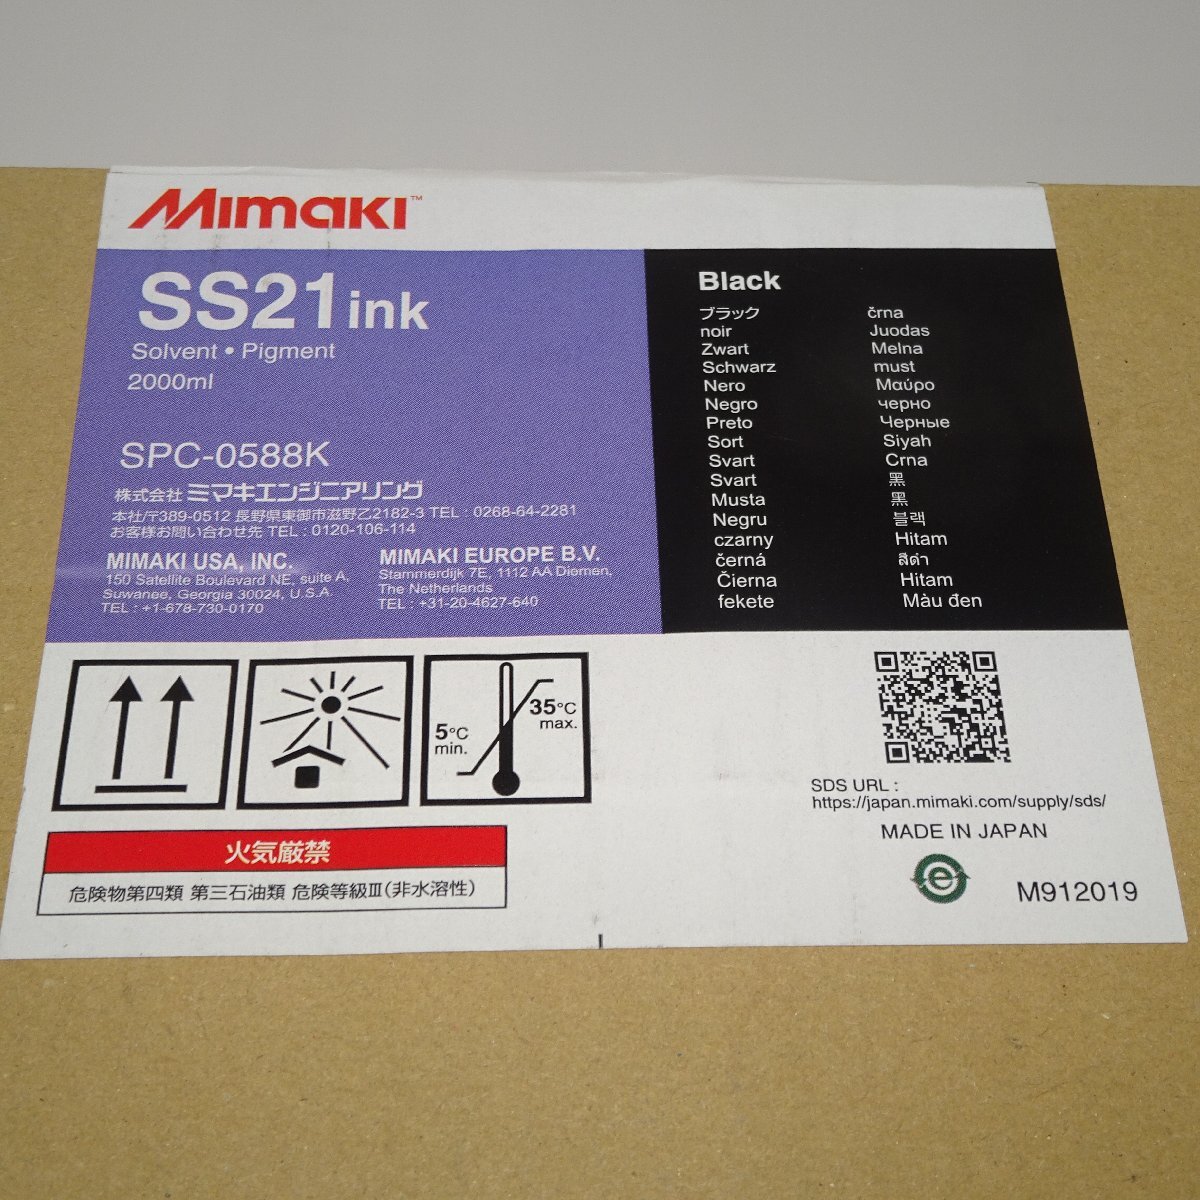 Mimaki™
SS21 ink
Solvent • Pigment
2000ml
SPC-0588K
株式会社 ミマキエンジニアリング
本社/〒389-0512 長野県東御市滋野乙2182-3 TEL : 0268-64-2281
お客様お問い合わせ先 TEL : 0120-106-114
MIMAKI USA, INC.
150 Satellite Boulevard NE, suite A,
Suwanee, Georgia 30024, U.S.A.
TEL : +1-678-730-0170
MIMAKI EUROPE B.V.
Stammerdijk 7E, 1112 AA Diemen,
The Netherlands
TEL : +31-20-4627-640
Black
ブラック
noir
Zwart
Schwarz
Nero
Negro
Preto
Sort
Svart
Svart
Musta
Negru
czarny
černá
Čierna
fekete
črna
Juodas
Melna
must
Μαύρο
черно
Черные
Siyah
Crna
黑
黑
블랙
Hitam
สีดำ
Hitam
Màu đen
5°C
min.
35°C
max.
SDS URL :
https://japan.mimaki.com/supply/sds/
MADE IN JAPAN
e
M912019
火気厳禁
危険物第四類 第三石油類 危険等級Ⅲ(非水溶性)